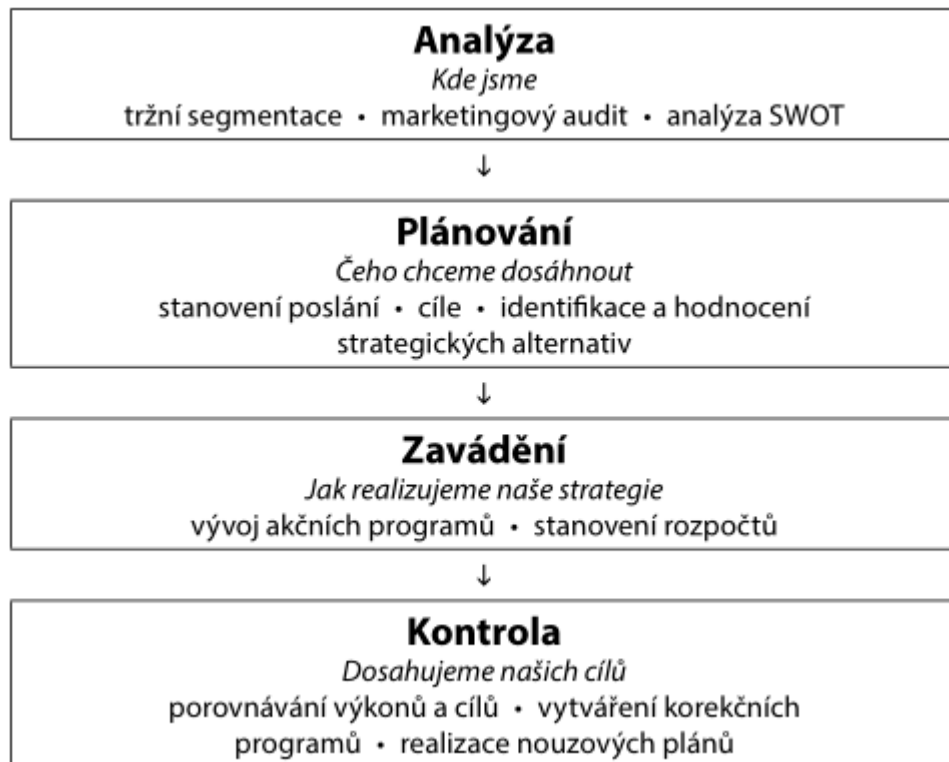 Analýza
Kde jsme
tržní segmentace • marketingový audit • analýza SWOT
↓
Plánování
Čeho chceme dosáhnout
stanovení poslání • cíle • identifikace a hodnocení
strategických alternativ
↓
Zavádění
Jak realizujeme naše strategie
vývoj akčních programů • stanovení rozpočtů
↓
Kontrola
Dosahujeme našich cílů
porovnávání výkonů a cílů • vytváření korekčních
programů • realizace nouzových plánů